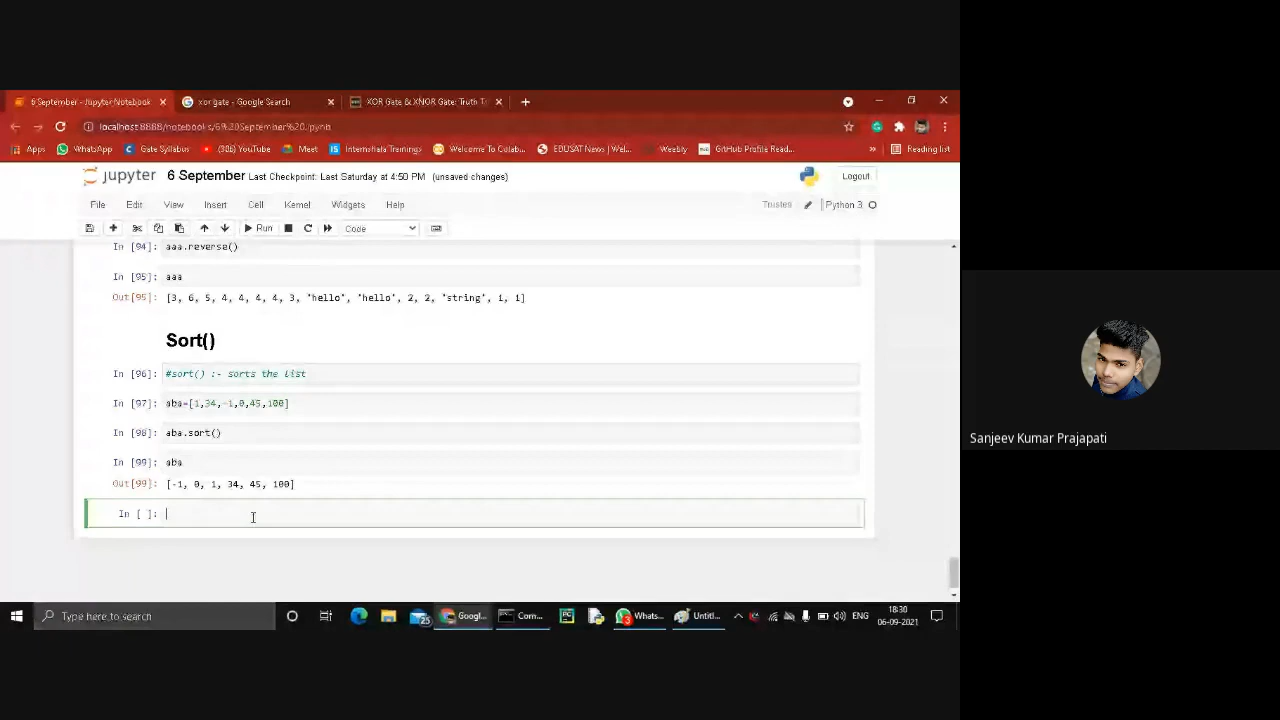 6 September - Jupyter Notebook
xor gate - Google Search
XOR Gate & XNOR Gate: Truth T
localhost:8888/notebooks/6%20September%20.ipynb
Apps WhatsApp Gate Syllabus (386) YouTube Meet Internshala Trainings Welcome To Colab... EDUSAT News | Wel... Weebly GitHub Profile Read... » Reading list
jupyter 6 September Last Checkpoint: Last Saturday at 4:50 PM (unsaved changes) Logout
File Edit View Insert Cell Kernel Widgets Help Trusted Python 3
Run Code
In [94]: aaa.reverse()
In [95]: aaa
Out[95]: [3, 6, 5, 4, 4, 4, 4, 3, 'hello', 'hello', 2, 2, 'string', 1, 1]
Sort()
In [96]: #sort() :- sorts the list
In [97]: aba=[1,34,-1,0,45,100]
In [98]: aba.sort()
In [99]: aba
Out[99]: [-1, 0, 1, 34, 45, 100]
In [ ]:
Sanjeev Kumar Prajapati
Type here to search 25 Googl... Com... 3 Whats... Untitl... ENG 18:30
06-09-2021